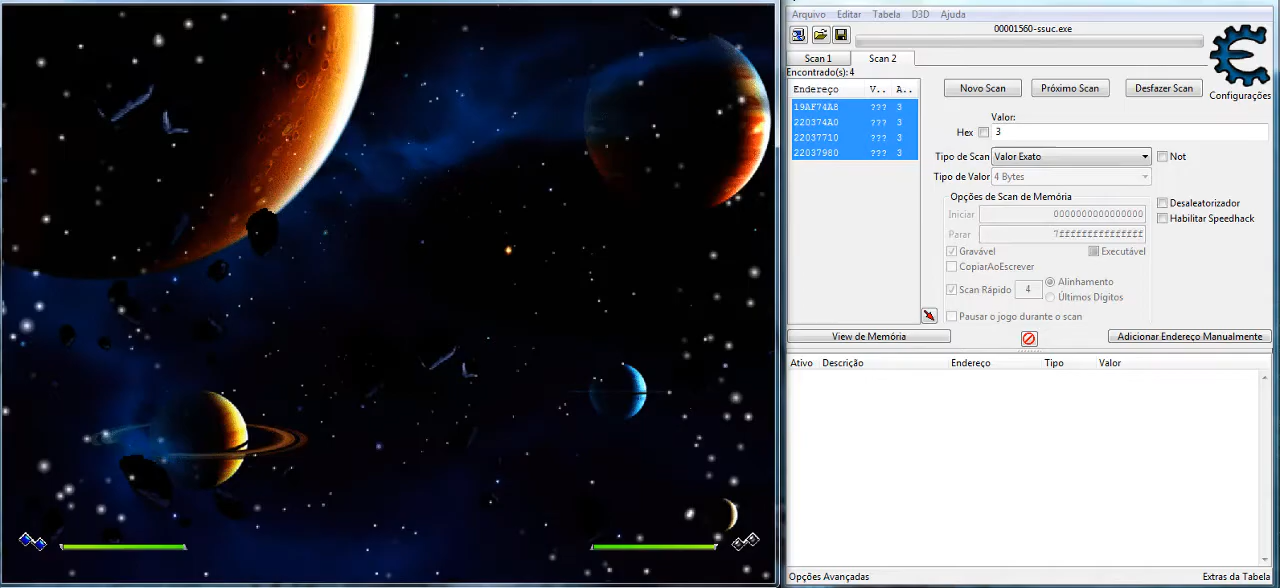 Arquivo Editar Tabela D3D Ajuda
00001560-ssuc.exe
Scan 1 Scan 2
Encontrado(s):4
Endereço V.. A..
19AF74A8 ??? 3
220374A0 ??? 3
22037710 ??? 3
22037980 ??? 3
Novo Scan Próximo Scan Desfazer Scan
Configurações
Valor:
Hex 3
Tipo de Scan Valor Exato Not
Tipo de Valor 4 Bytes
Opções de Scan de Memória
Iniciar 0000000000000000
Parar 7fffffffffffffff
Desaleatorizador
Habilitar Speedhack
Gravável Executável
CopiarAoEscrever
Scan Rápido 4 Alinhamento
Últimos Dígitos
Pausar o jogo durante o scan
View de Memória Adicionar Endereço Manualmente
Ativo Descrição Endereço Tipo Valor
Opções Avançadas Extras da Tabela